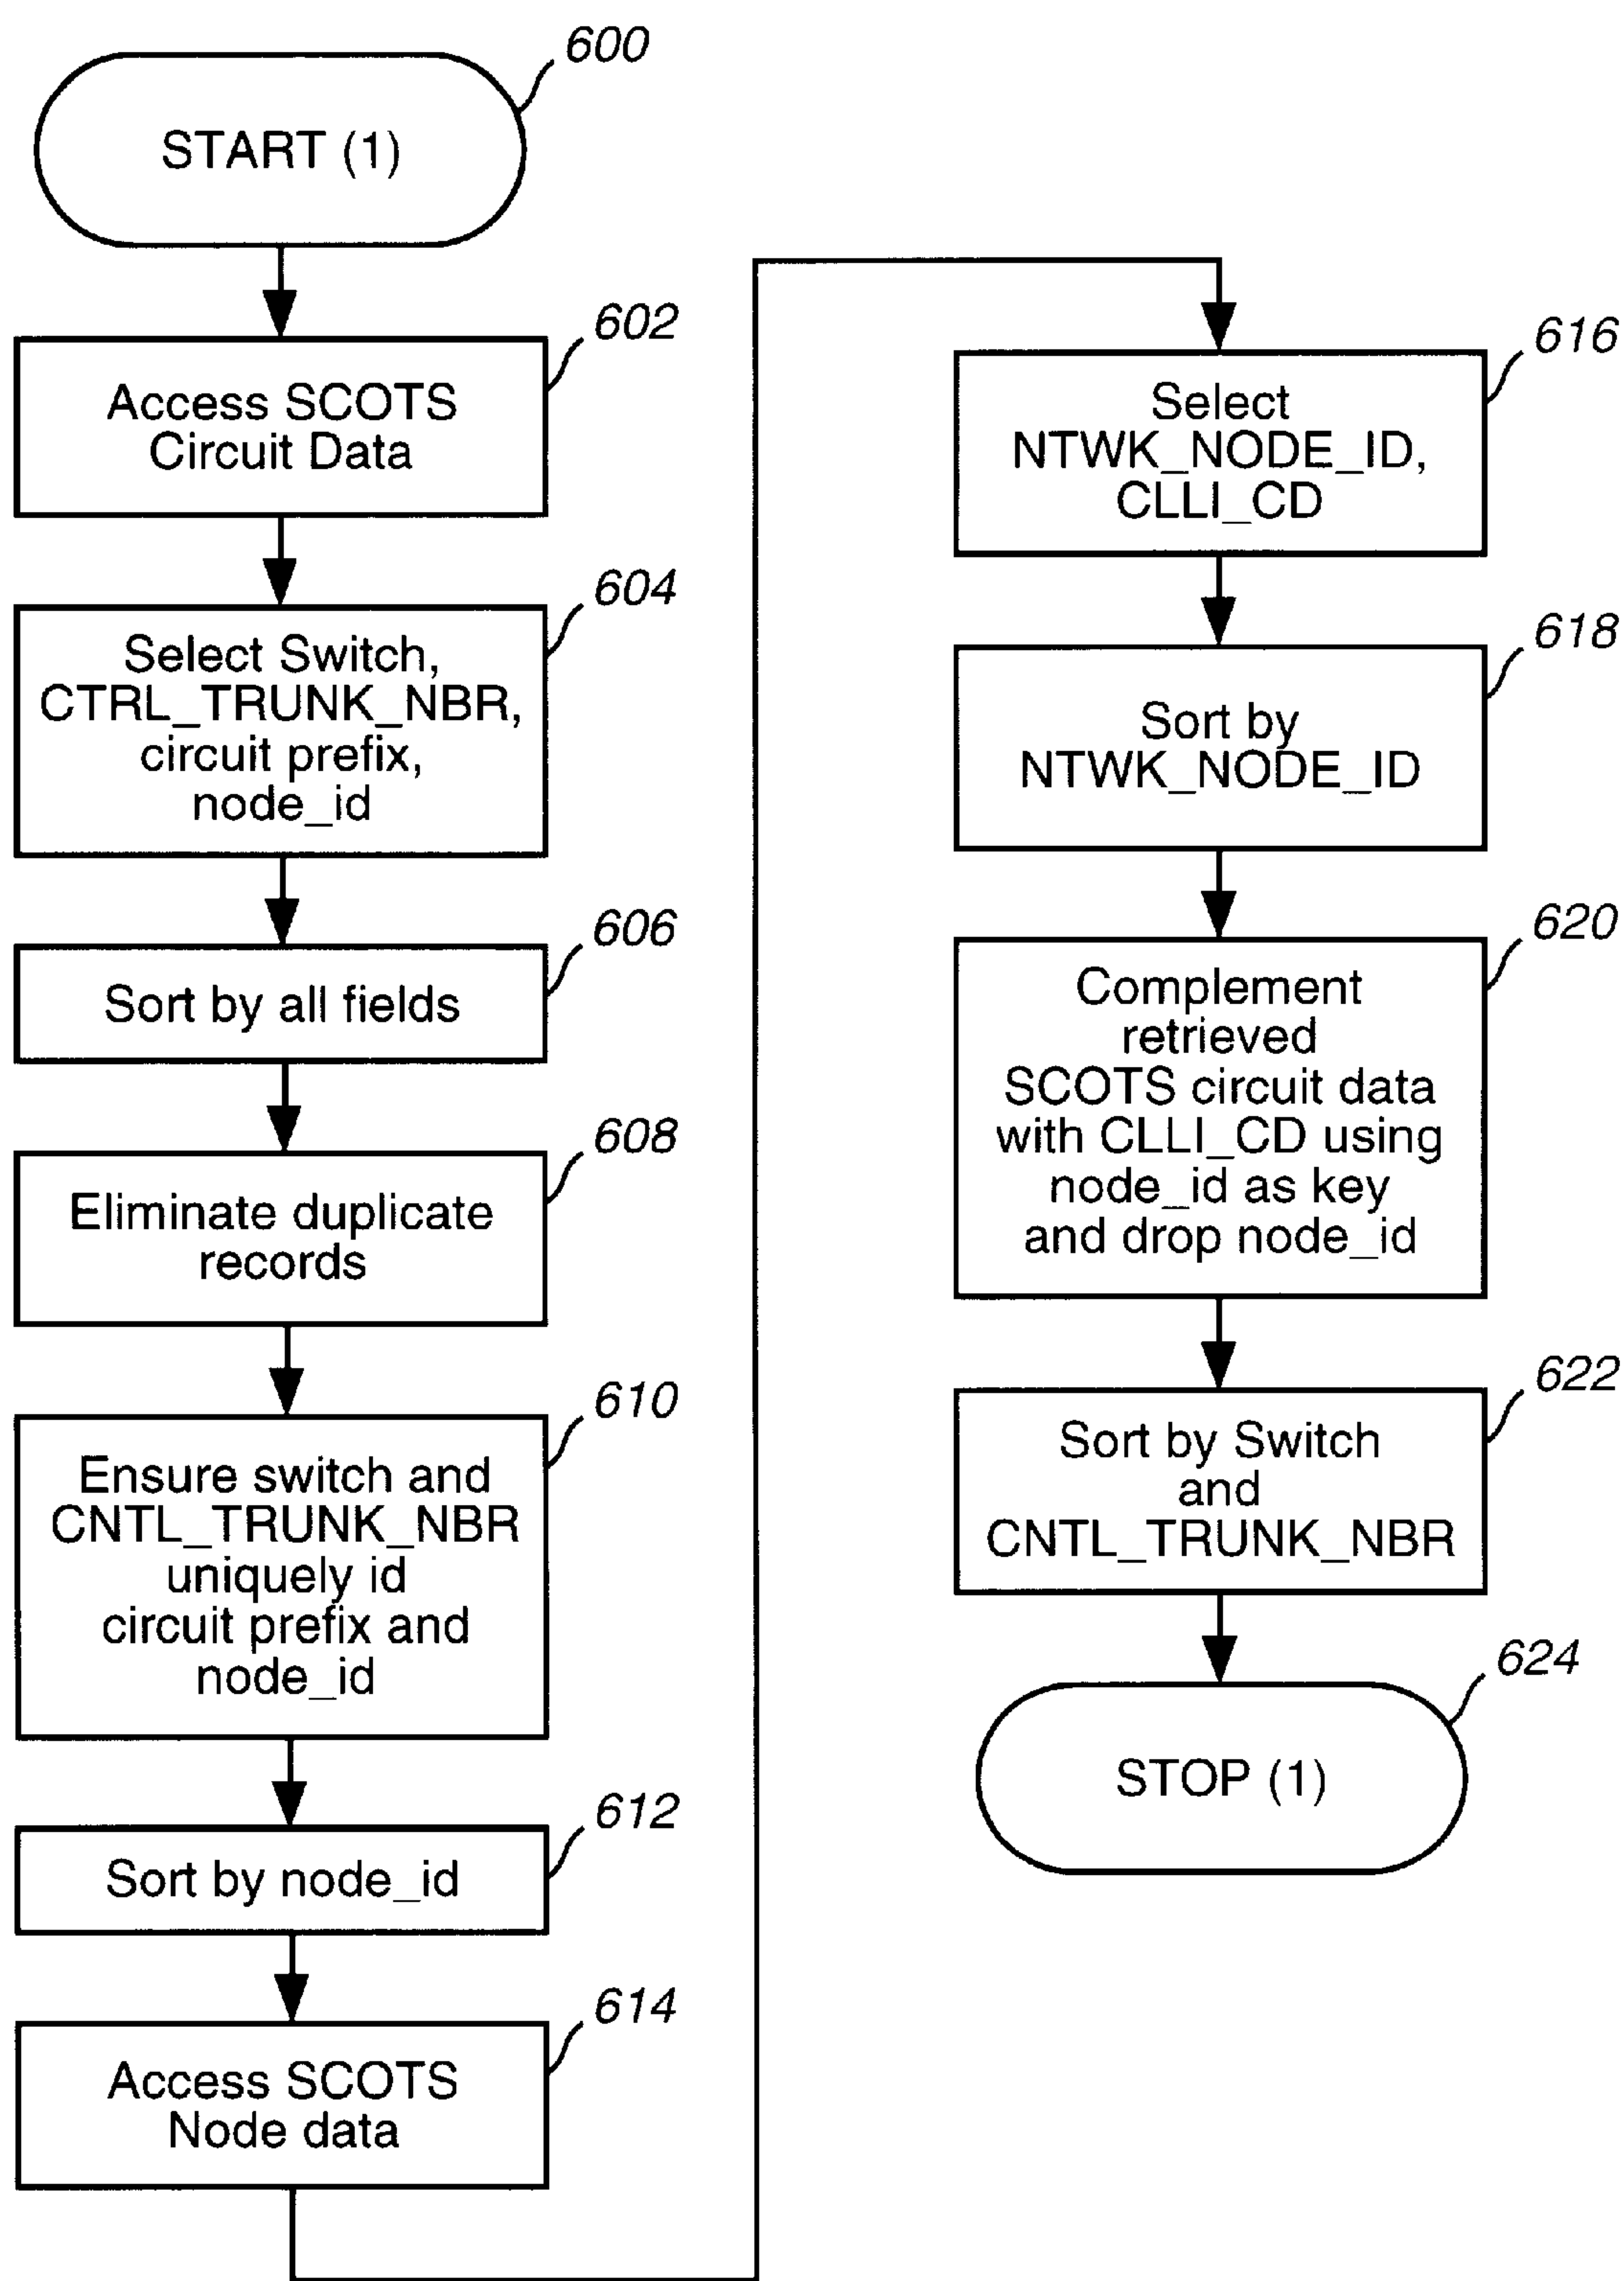 600
START (1)
602
Access SCOTS
Circuit Data
604
Select Switch,
CTRL_TRUNK_NBR,
circuit prefix,
node_id
606
Sort by all fields
608
Eliminate duplicate
records
610
Ensure switch and
CNTL_TRUNK_NBR
uniquely id
circuit prefix and
node_id
612
Sort by node_id
614
Access SCOTS
Node data
616
Select
NTWK_NODE_ID,
CLLI_CD
618
Sort by
NTWK_NODE_ID
620
Complement
retrieved
SCOTS circuit data
with CLLI_CD using
node_id as key
and drop node_id
622
Sort by Switch
and
CNTL_TRUNK_NBR
624
STOP (1)